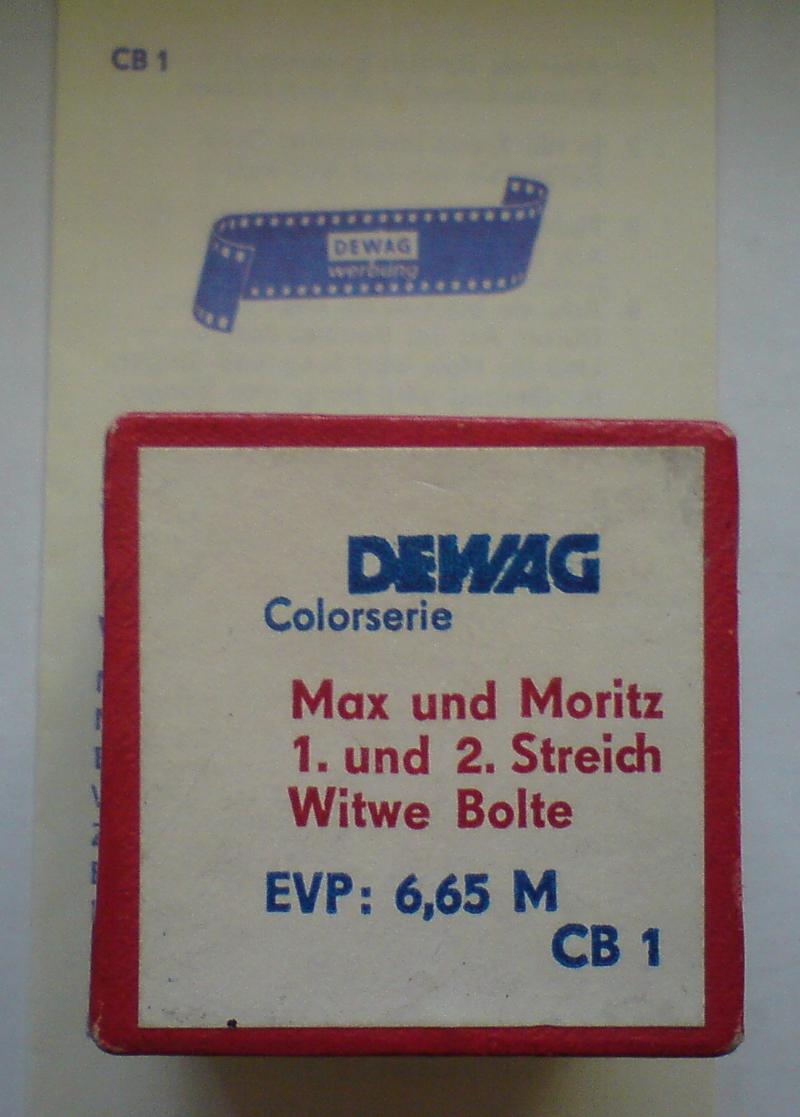 CB 1
DEWAG
werbung
DEWAG
Colorserie
Max und Moritz
1. und 2. Streich
Witwe Bolte
EVP: 6,65 M
CB 1